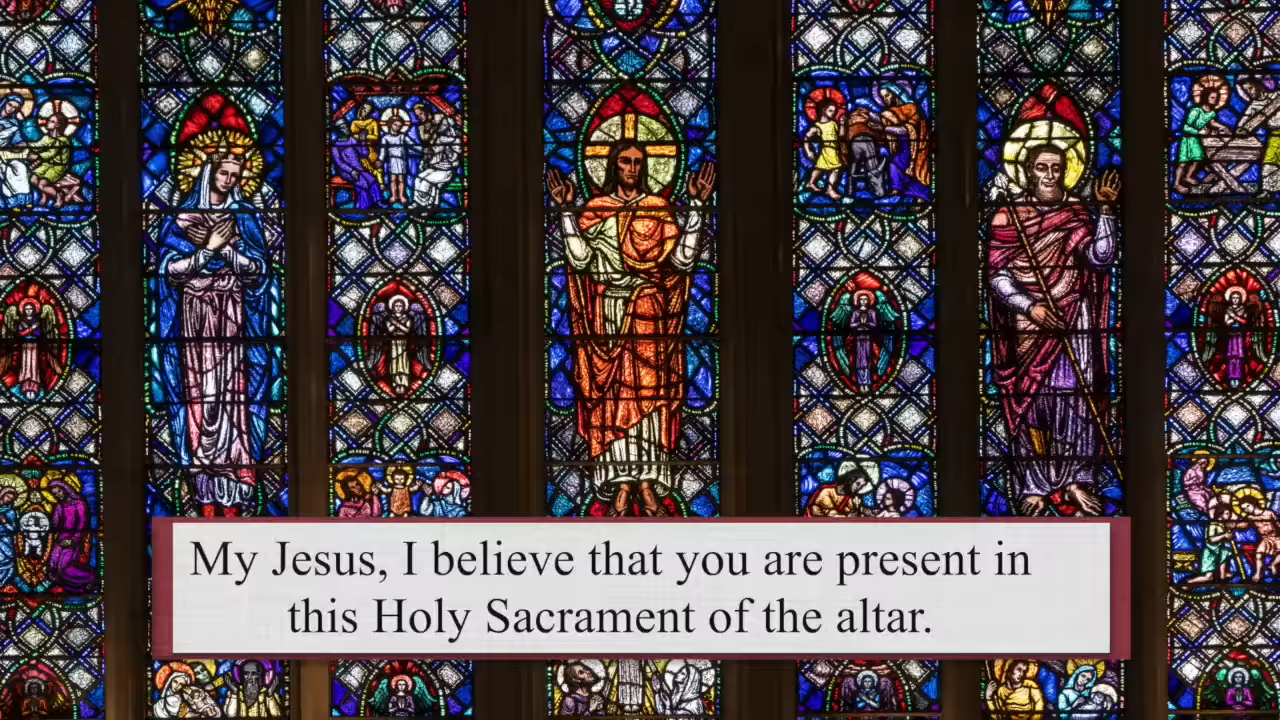 My Jesus, I believe that you are present in
this Holy Sacrament of the altar.